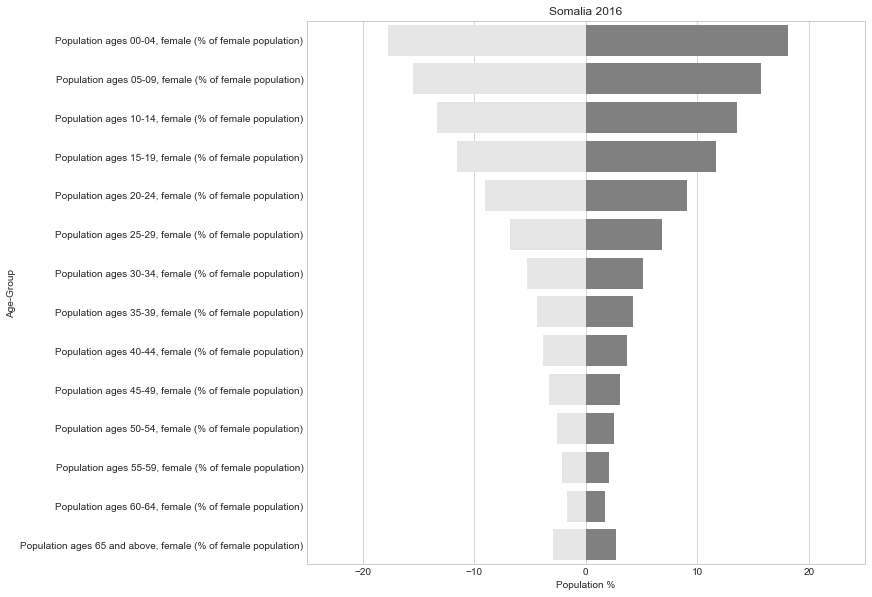 Somalia 2016
Population ages 00-04, female (% of female population)
Population ages 05-09, female (% of female population)
Population ages 10-14, female (% of female population)
Population ages 15-19, female (% of female population)
Population ages 20-24, female (% of female population)
Population ages 25-29, female (% of female population)
Population ages 30-34, female (% of female population)
Age-Group
Population ages 35-39, female (% of female population)
Population ages 40-44, female (% of female population)
Population ages 45-49, female (% of female population)
Population ages 50-54, female (% of female population)
Population ages 55-59, female (% of female population)
Population ages 60-64, female (% of female population)
Population ages 65 and above, female (% of female population)
−20 −10 0 10 20
Population %